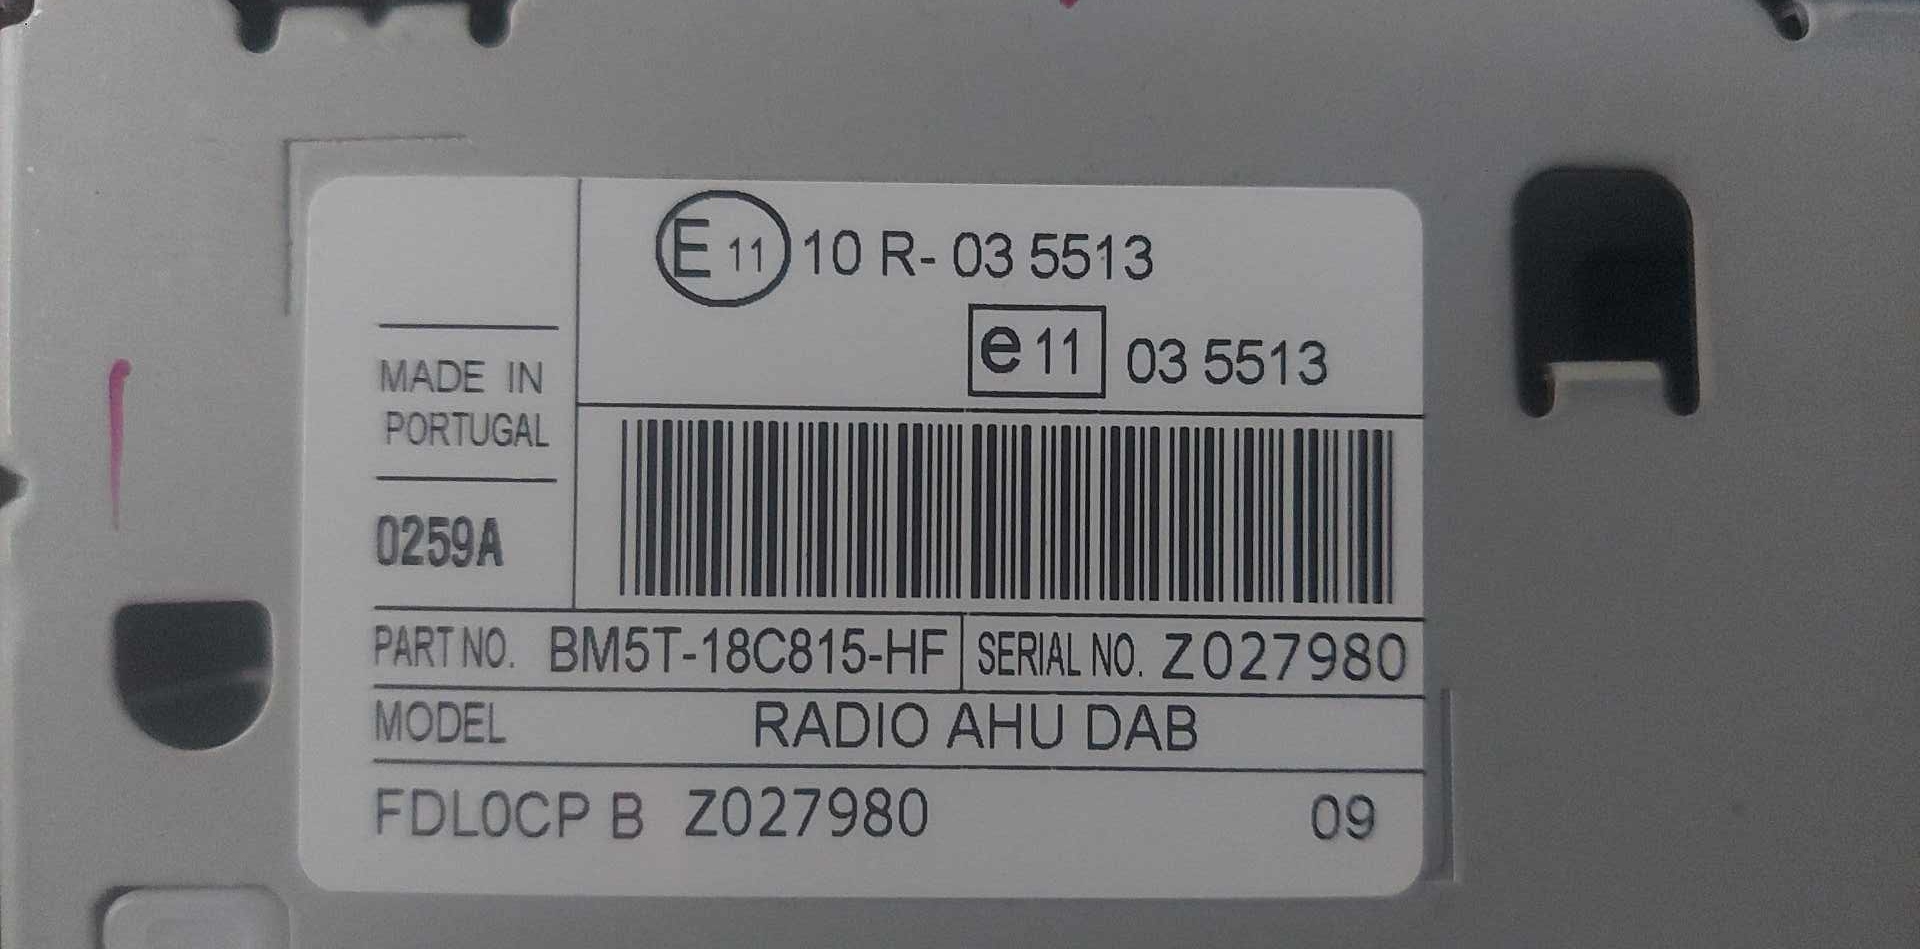 E 11 10 R- 03 5513
e 11 03 5513
MADE IN
PORTUGAL
0259A
PART NO. BM5T-18C815-HF SERIAL NO. Z027980
MODEL RADIO AHU DAB
FDL0CP B Z027980 09